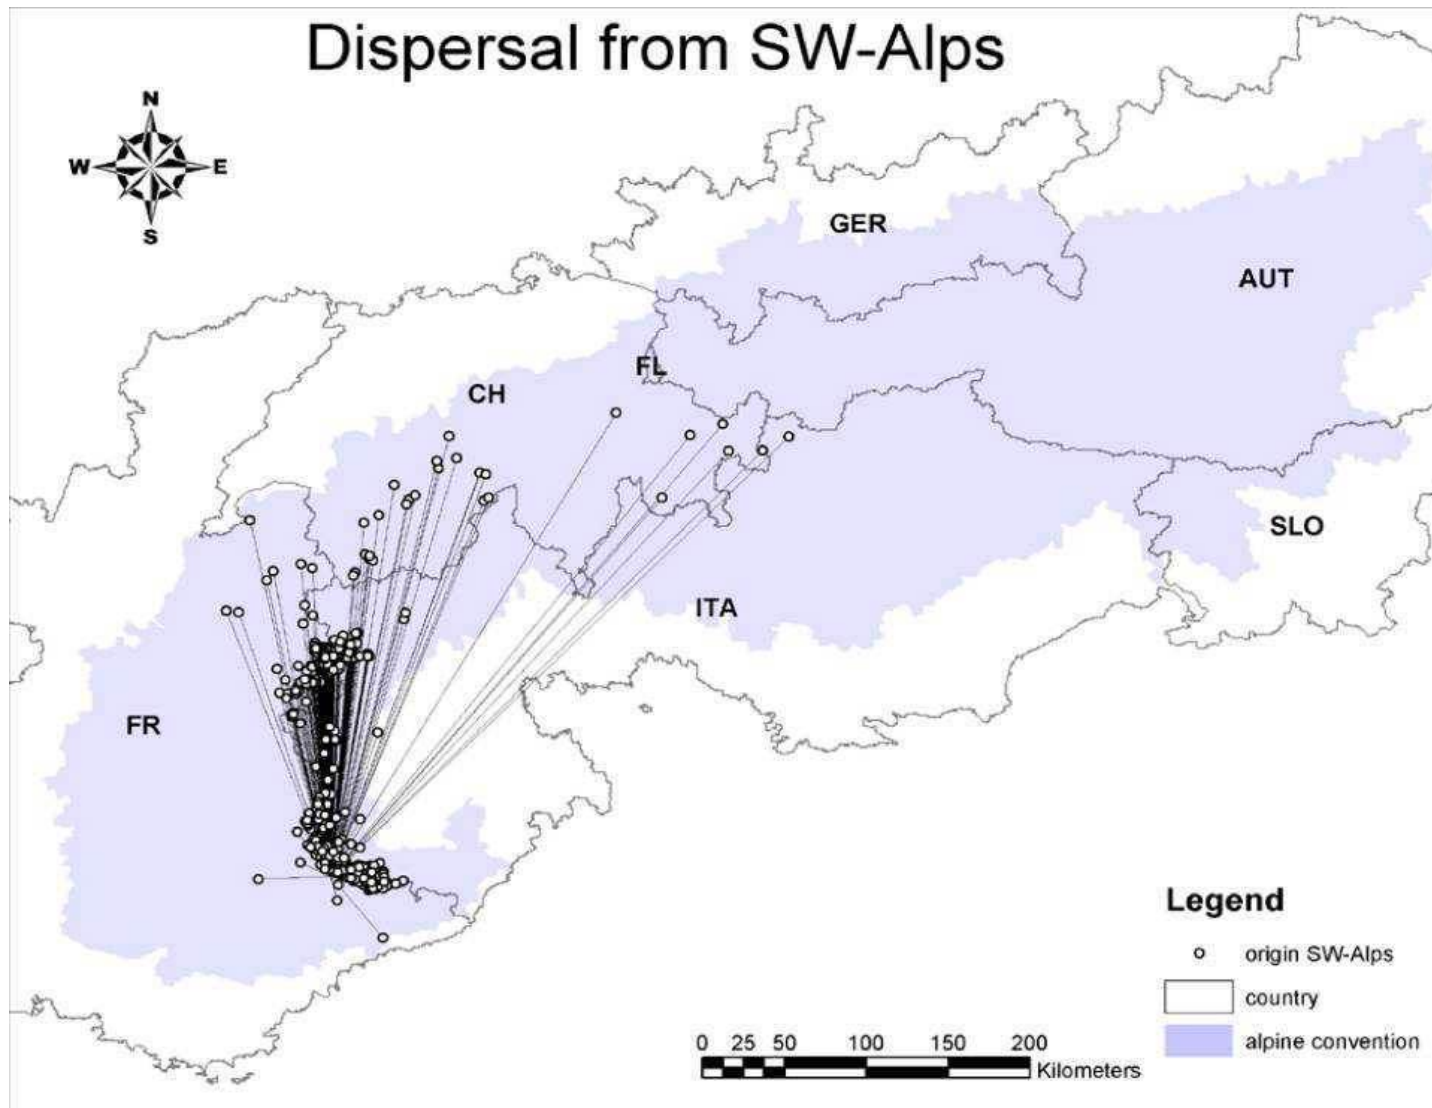 Dispersal from SW-Alps
N
W E
S
GER
AUT
FL
CH
SLO
ITA
FR
Legend
origin SW-Alps
country
alpine convention
0 25 50 100 150 200
Kilometers